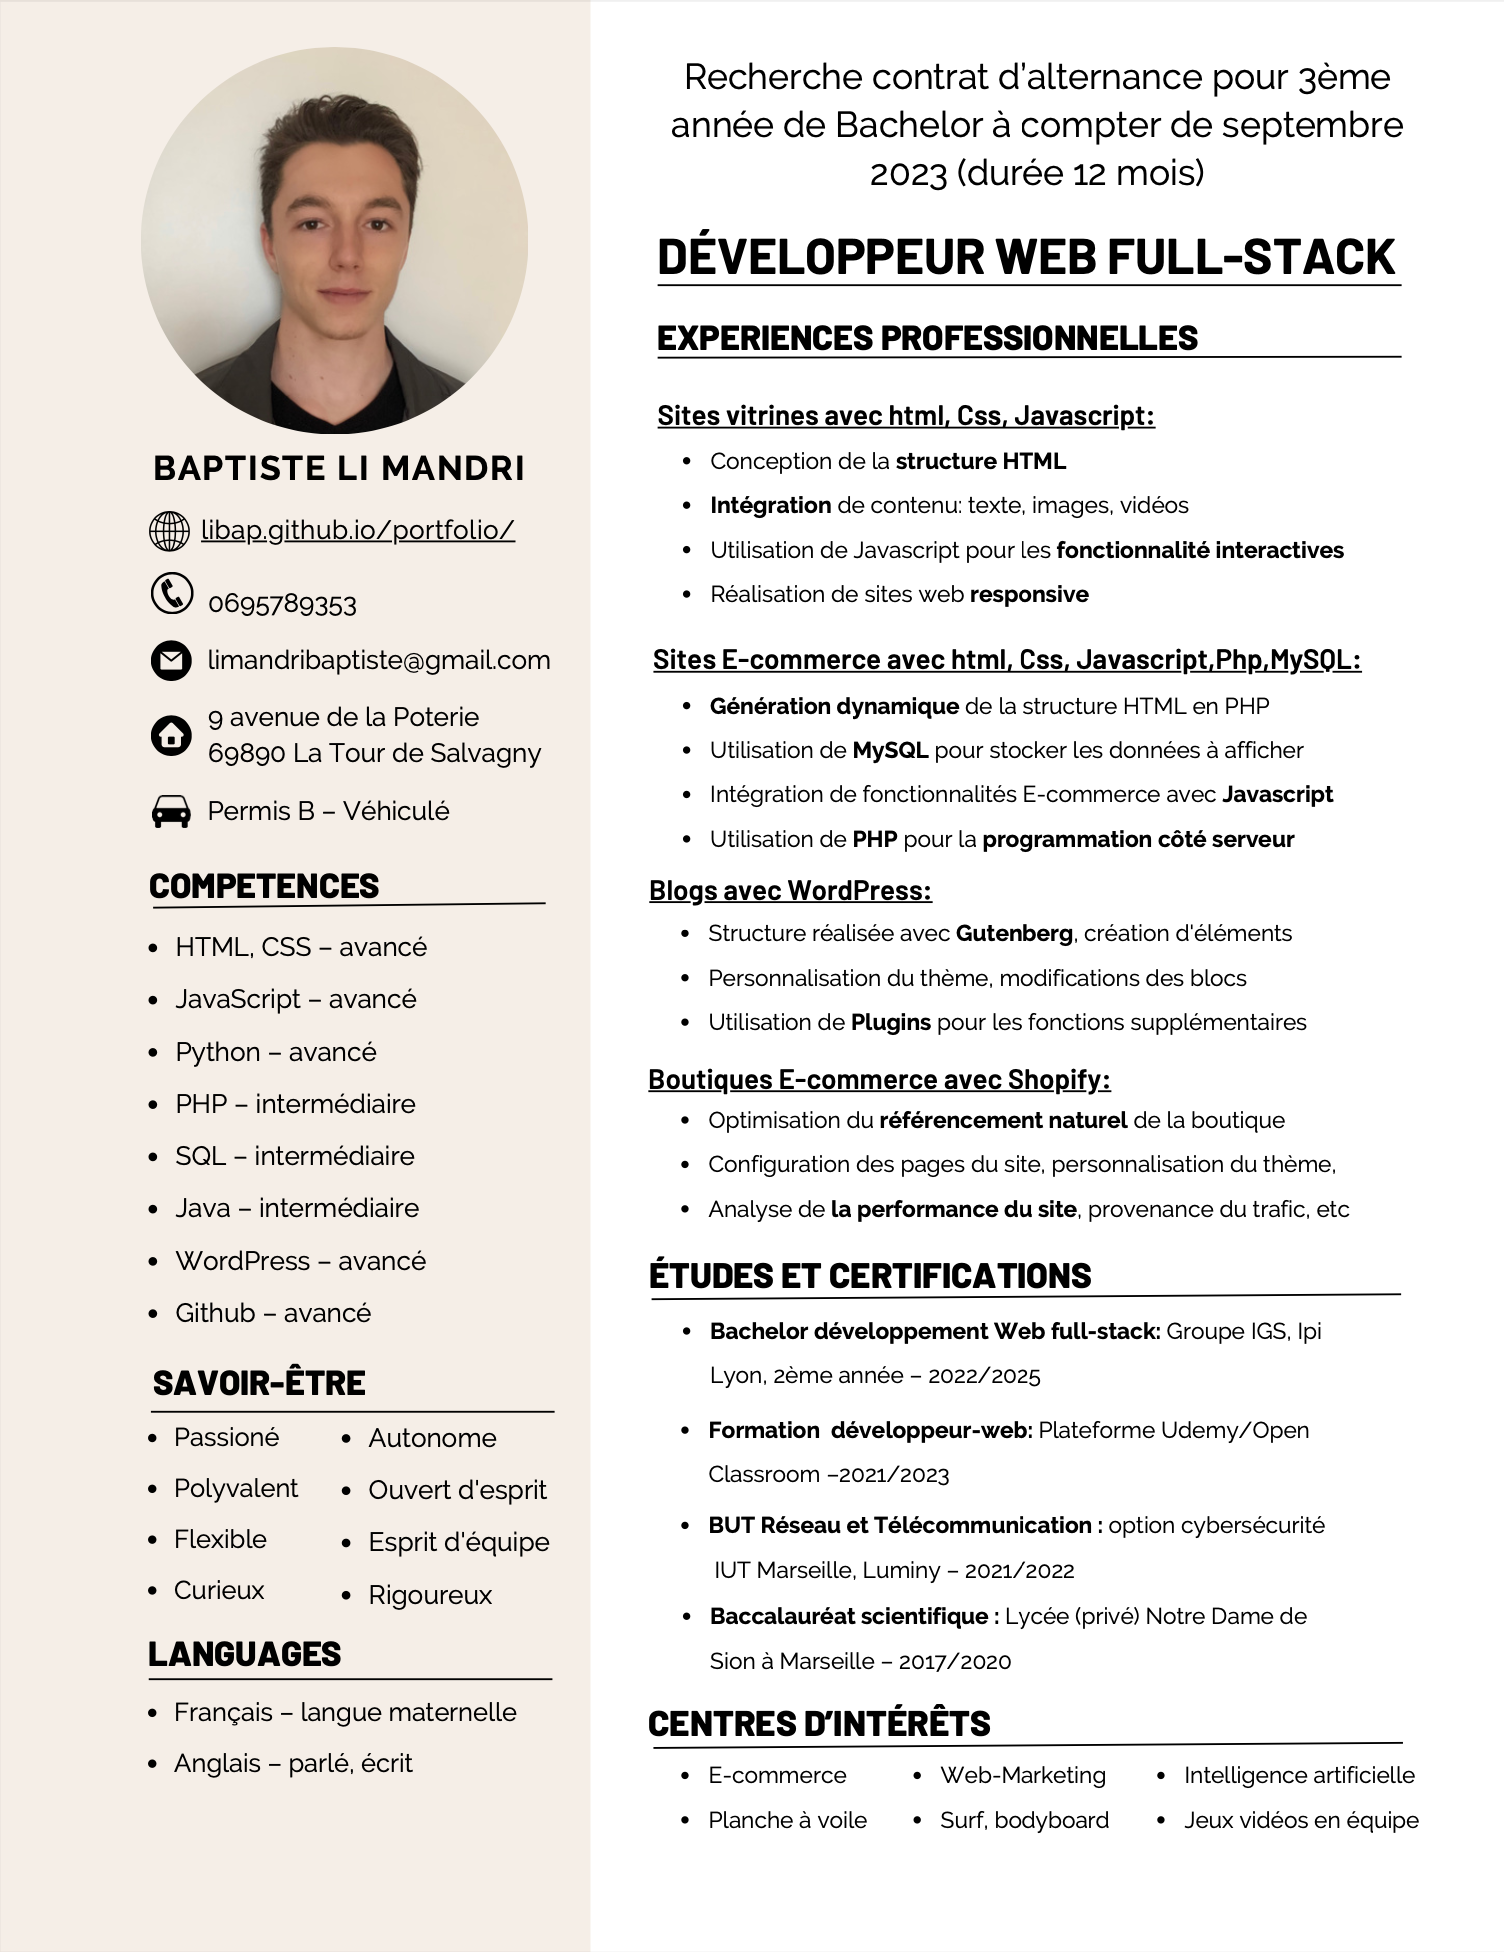 BAPTISTE LI MANDRI
libap.github.io/portfolio/
0695789353
limandribaptiste@gmail.com
9 avenue de la Poterie
69890 La Tour de Salvagny
Permis B – Véhiculé
COMPETENCES
• HTML, CSS – avancé
• JavaScript – avancé
• Python – avancé
• PHP – intermédiaire
• SQL – intermédiaire
• Java – intermédiaire
• WordPress – avancé
• Github – avancé
SAVOIR-ÊTRE
• Passioné
• Polyvalent
• Flexible
• Curieux
• Autonome
• Ouvert d'esprit
• Esprit d'équipe
• Rigoureux
LANGUAGES
• Français – langue maternelle
• Anglais – parlé, écrit
Recherche contrat d’alternance pour 3ème
année de Bachelor à compter de septembre
2023 (durée 12 mois)
DÉVELOPPEUR WEB FULL-STACK
EXPERIENCES PROFESSIONNELLES
Sites vitrines avec html, Css, Javascript:
• Conception de la structure HTML
• Intégration de contenu: texte, images, vidéos
• Utilisation de Javascript pour les fonctionnalité interactives
• Réalisation de sites web responsive
Sites E-commerce avec html, Css, Javascript,Php,MySQL:
• Génération dynamique de la structure HTML en PHP
• Utilisation de MySQL pour stocker les données à afficher
• Intégration de fonctionnalités E-commerce avec Javascript
• Utilisation de PHP pour la programmation côté serveur
Blogs avec WordPress:
• Structure réalisée avec Gutenberg, création d'éléments
• Personnalisation du thème, modifications des blocs
• Utilisation de Plugins pour les fonctions supplémentaires
Boutiques E-commerce avec Shopify:
• Optimisation du référencement naturel de la boutique
• Configuration des pages du site, personnalisation du thème,
• Analyse de la performance du site, provenance du trafic, etc
ÉTUDES ET CERTIFICATIONS
• Bachelor développement Web full-stack: Groupe IGS, Ipi
Lyon, 2ème année – 2022/2025
• Formation  développeur-web: Plateforme Udemy/Open
Classroom –2021/2023
• BUT Réseau et Télécommunication : option cybersécurité
IUT Marseille, Luminy – 2021/2022
• Baccalauréat scientifique : Lycée (privé) Notre Dame de
Sion à Marseille – 2017/2020
CENTRES D’INTÉRÊTS
• E-commerce • Web-Marketing • Intelligence artificielle
• Planche à voile • Surf, bodyboard • Jeux vidéos en équipe